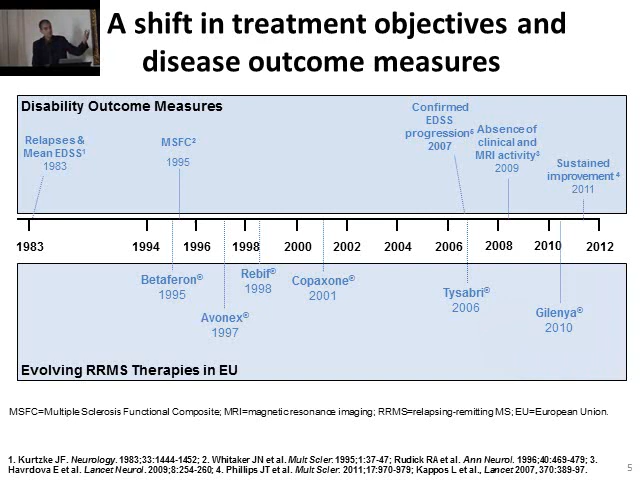 A shift in treatment objectives and
disease outcome measures
Disability Outcome Measures
Relapses &
Mean EDSS1
1983
MSFC2
1995
Confirmed
EDSS
progression6
2007
Absence of
clinical and
MRI activity3
2009
Sustained
improvement 4
2011
1983 1994 1996 1998 2000 2002 2004 2006 2008 2010 2012
Betaferon®
1995
Avonex®
1997
Rebif®
1998
Copaxone®
2001
Tysabri®
2006
Gilenya®
2010
Evolving RRMS Therapies in EU
MSFC=Multiple Sclerosis Functional Composite; MRI=magnetic resonance imaging; RRMS=relapsing-remitting MS; EU=European Union.
1. Kurtzke JF. Neurology. 1983;33:1444-1452; 2. Whitaker JN et al. Mult Scler. 1995;1:37-47; Rudick RA et al. Ann Neurol. 1996;40:469-479; 3.
Havrdova E et al. Lancet Neurol. 2009;8:254-260; 4. Phillips JT et al. Mult Scler. 2011;17:970-979; Kappos L et al., Lancet 2007, 370:389-97.
5